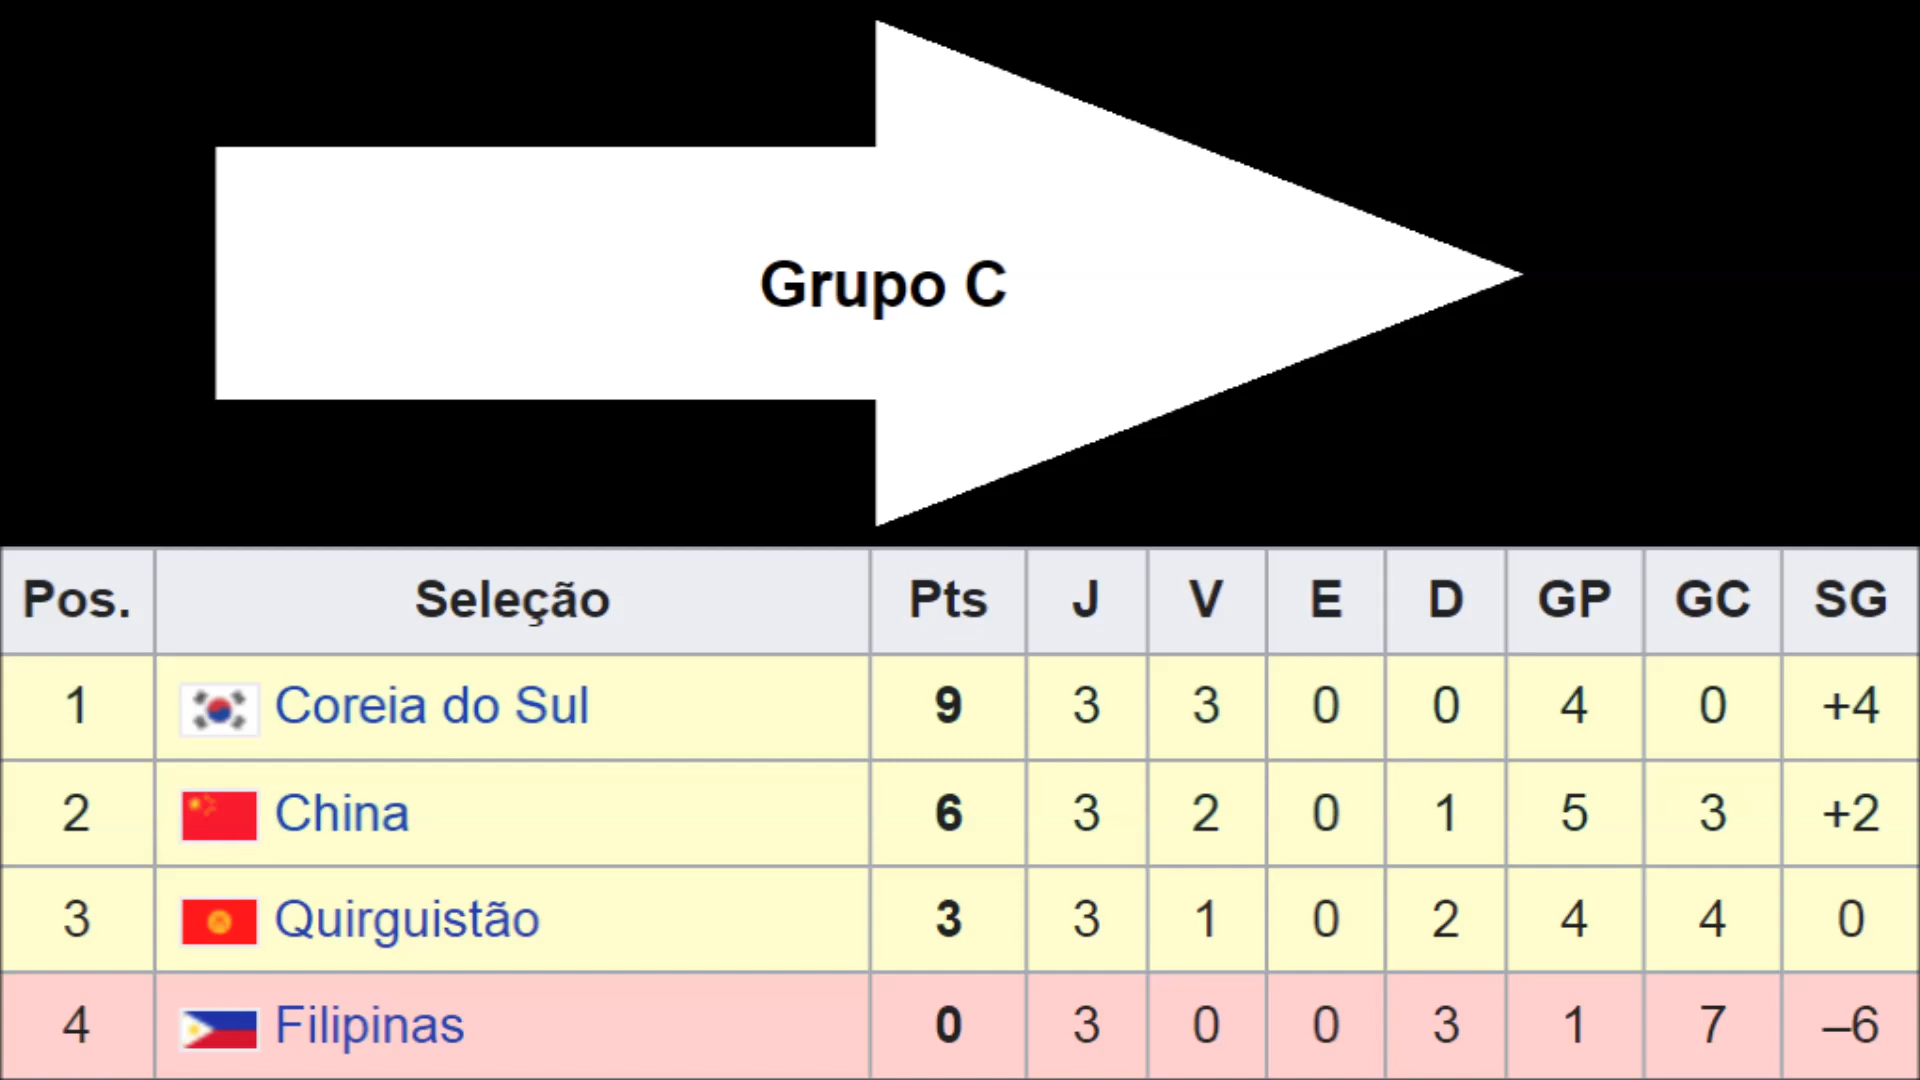 Grupo C
Pos. Seleção Pts J V E D GP GC SG
1 Coreia do Sul 9 3 3 0 0 4 0 +4
2 China 6 3 2 0 1 5 3 +2
3 Quirguistão 3 3 1 0 2 4 4 0
4 Filipinas 0 3 0 0 3 1 7 –6